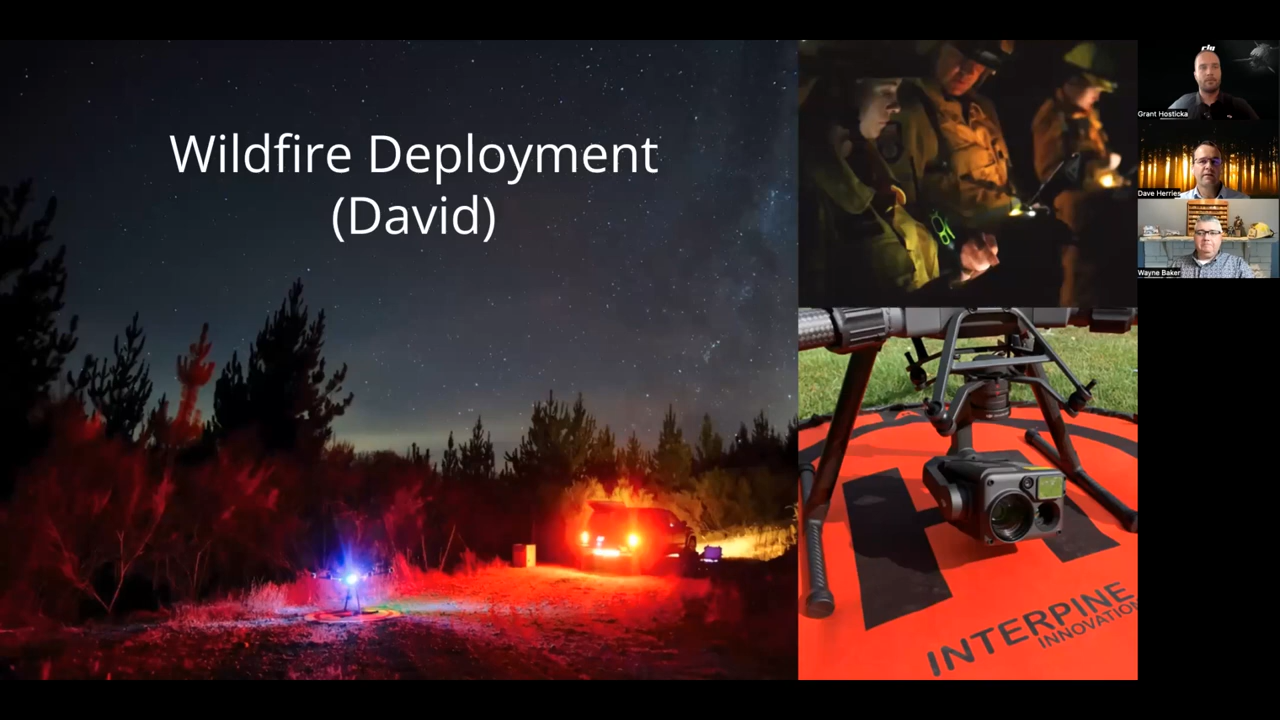 Wildfire Deployment
(David)
INTERPINE
INNOVATION
Grant Hosticka
Dave Herries
Wayne Baker